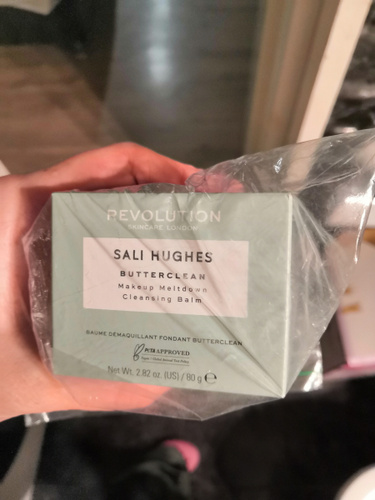 REVOLUTION
SKINCARE LONDON
SALI HUGHES
BUTTERCLEAN
Makeup Meltdown
Cleansing Balm
BAUME DÉMAQUILLANT FONDANT BUTTERCLEAN
PETA APPROVED
Net Wt. 2.82 oz. (US) / 80 g ℮